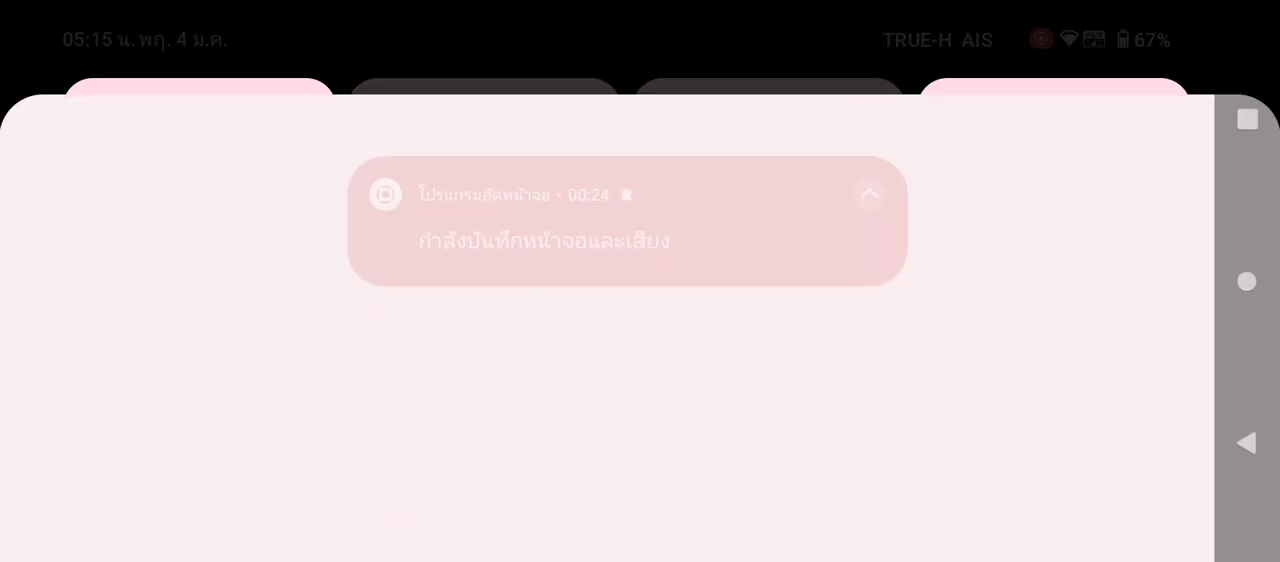 05:15 น. พฤ. 4 ม.ค.
TRUE-H AIS
67%
โปรแกรมอัดหน้าจอ • 00:24
กำลังบันทึกหน้าจอและเสียง